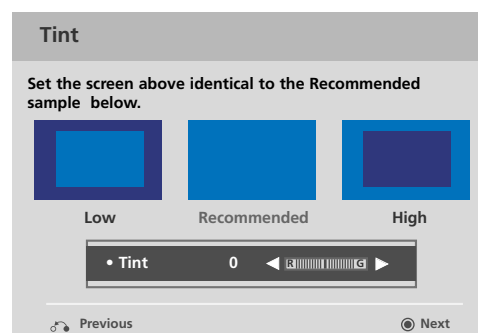 Tint
Set the screen above identical to the Recommended
sample below.
Low Recommended High
• Tint 0 R G
Previous Next